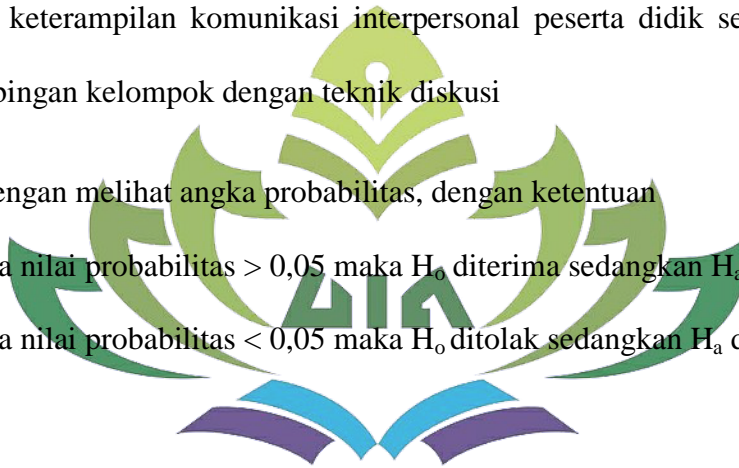 keterampilan komunikasi interpersonal peserta didik se
bingan kelompok dengan teknik diskusi
engan melihat angka probabilitas, dengan ketentuan
a nilai probabilitas > 0,05 maka Hₒ diterima sedangkan Hₐ
a nilai probabilitas < 0,05 maka Hₒ ditolak sedangkan Hₐ d
UIN